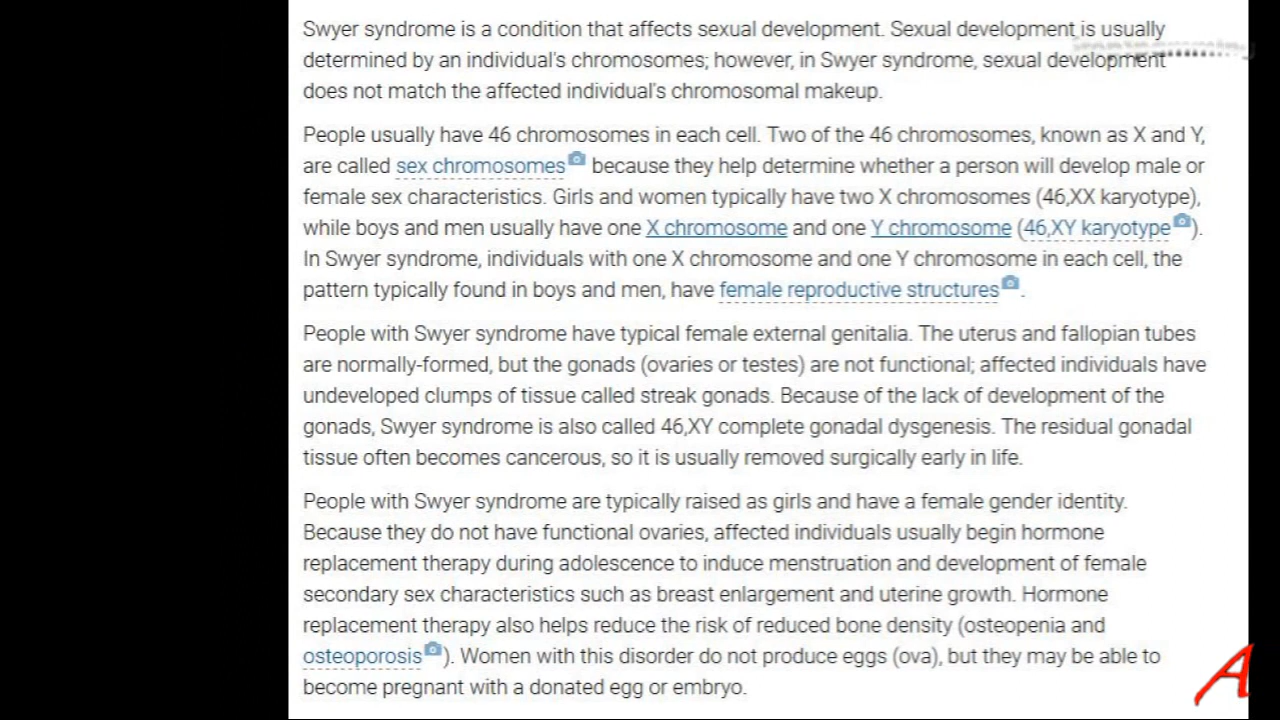 Swyer syndrome is a condition that affects sexual development. Sexual development is usually
determined by an individual's chromosomes; however, in Swyer syndrome, sexual development
does not match the affected individual's chromosomal makeup.
People usually have 46 chromosomes in each cell. Two of the 46 chromosomes, known as X and Y,
are called sex chromosomes because they help determine whether a person will develop male or
female sex characteristics. Girls and women typically have two X chromosomes (46,XX karyotype),
while boys and men usually have one X chromosome and one Y chromosome (46,XY karyotype).
In Swyer syndrome, individuals with one X chromosome and one Y chromosome in each cell, the
pattern typically found in boys and men, have female reproductive structures.
People with Swyer syndrome have typical female external genitalia. The uterus and fallopian tubes
are normally-formed, but the gonads (ovaries or testes) are not functional; affected individuals have
undeveloped clumps of tissue called streak gonads. Because of the lack of development of the
gonads, Swyer syndrome is also called 46,XY complete gonadal dysgenesis. The residual gonadal
tissue often becomes cancerous, so it is usually removed surgically early in life.
People with Swyer syndrome are typically raised as girls and have a female gender identity.
Because they do not have functional ovaries, affected individuals usually begin hormone
replacement therapy during adolescence to induce menstruation and development of female
secondary sex characteristics such as breast enlargement and uterine growth. Hormone
replacement therapy also helps reduce the risk of reduced bone density (osteopenia and
osteoporosis). Women with this disorder do not produce eggs (ova), but they may be able to
become pregnant with a donated egg or embryo.
A